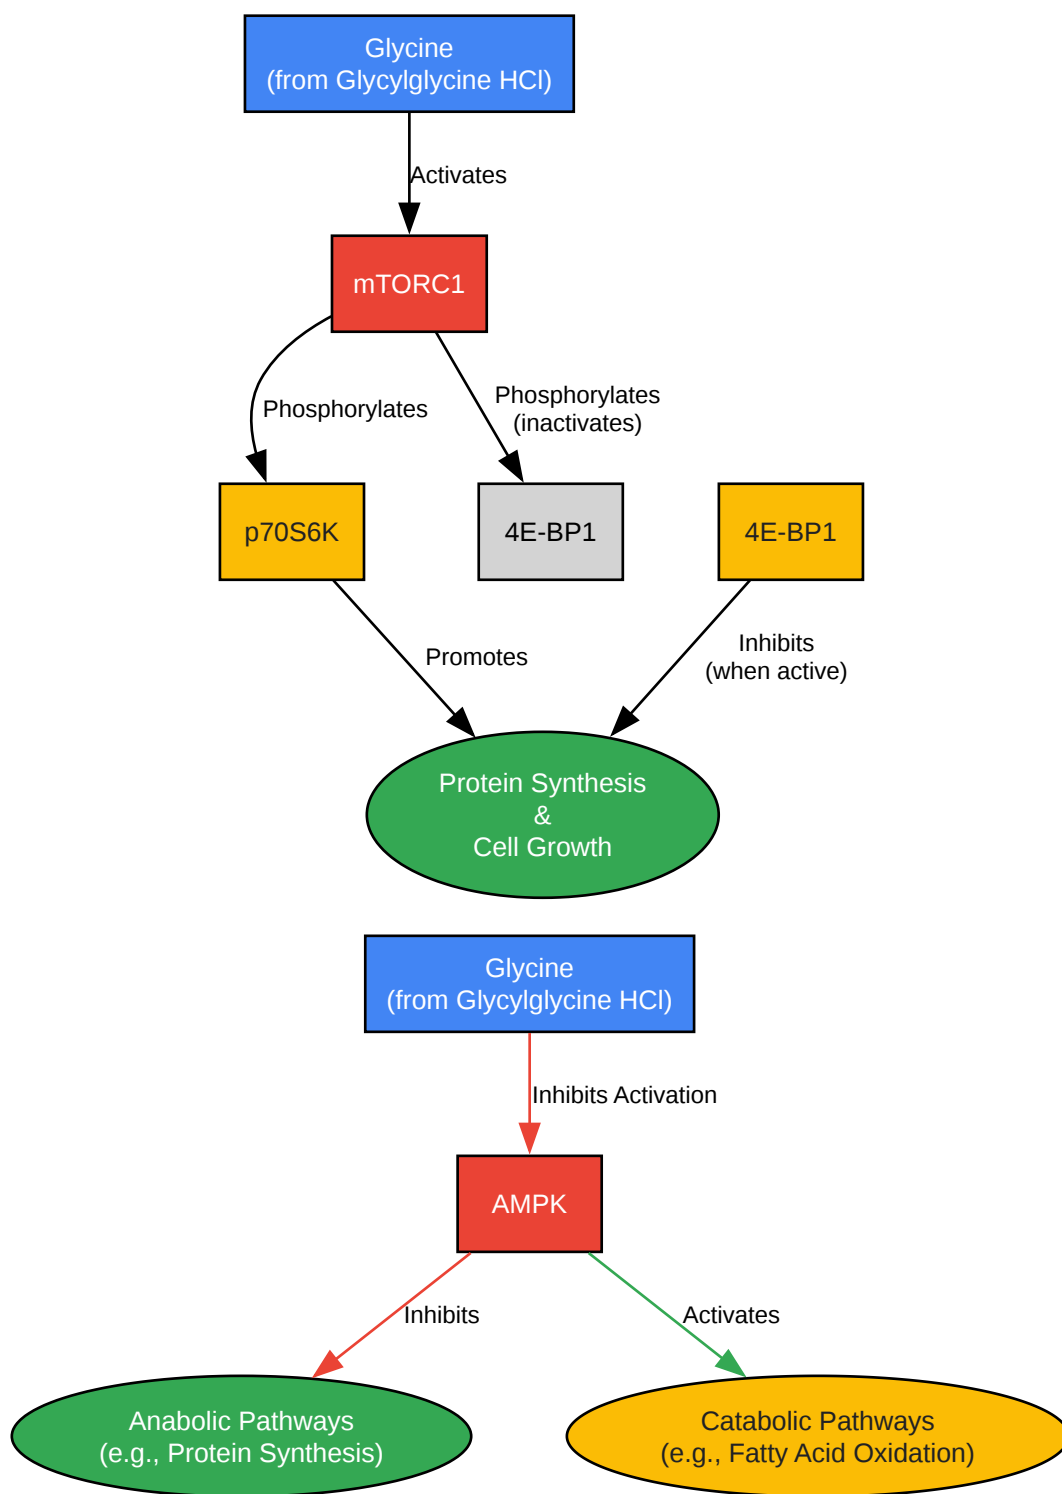 Glycine
(from Glycylglycine HCl)
Activates
mTORC1
Phosphorylates
Phosphorylates
(inactivates)
p70S6K
4E-BP1
4E-BP1
Promotes
Inhibits
(when active)
Protein Synthesis
&
Cell Growth
Glycine
(from Glycylglycine HCl)
Inhibits Activation
AMPK
Inhibits
Activates
Anabolic Pathways
(e.g., Protein Synthesis)
Catabolic Pathways
(e.g., Fatty Acid Oxidation)